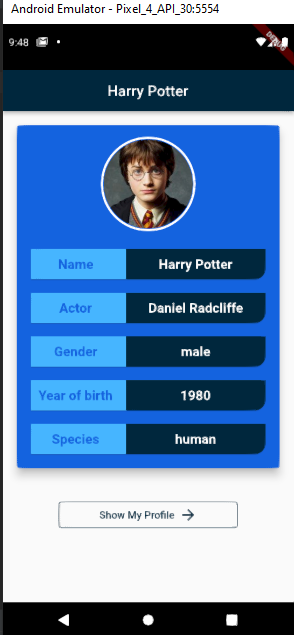 Android Emulator - Pixel_4_API_30:5554
9:48
DEBUG
Harry Potter
Name Harry Potter
Actor Daniel Radcliffe
Gender male
Year of birth 1980
Species human
Show My Profile